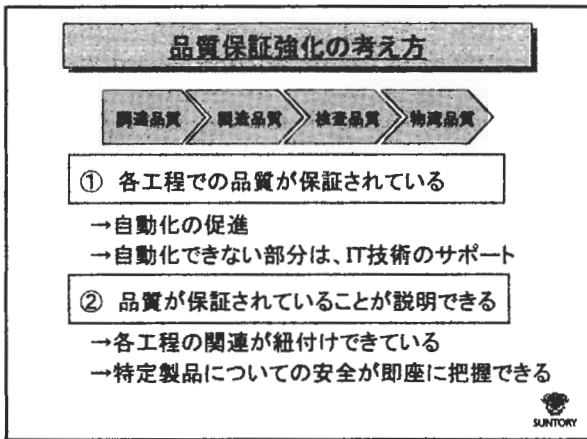 品質保証強化の考え方
調達品質 製造品質 検査品質 物流品質
① 各工程での品質が保証されている
→自動化の促進
→自動化できない部分は、IT技術のサポート
② 品質が保証されていることが説明できる
→各工程の関連が紐付けできている
→特定製品についての安全が即座に把握できる
SUNTORY